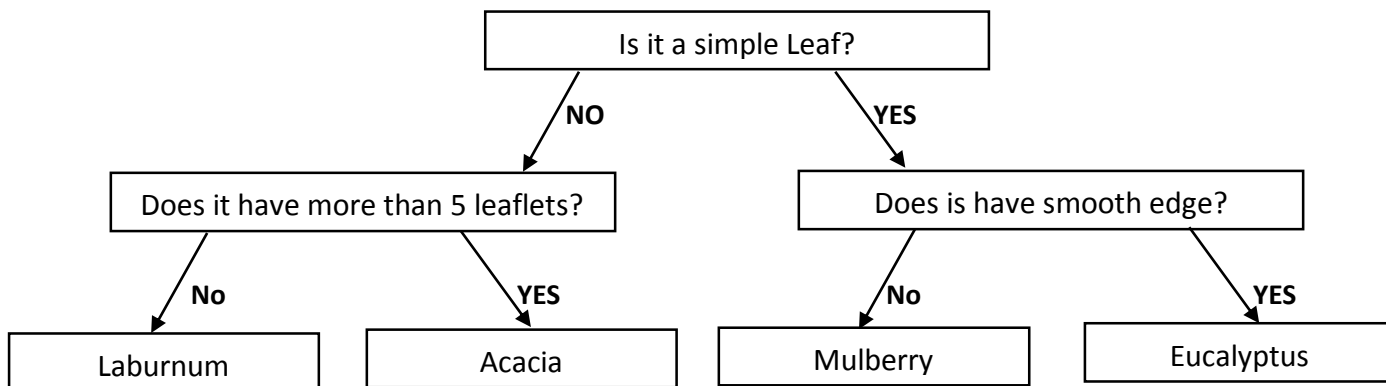 Is it a simple Leaf?
NO
YES
Does it have more than 5 leaflets?
Does is have smooth edge?
No
YES
No
YES
Laburnum
Acacia
Mulberry
Eucalyptus